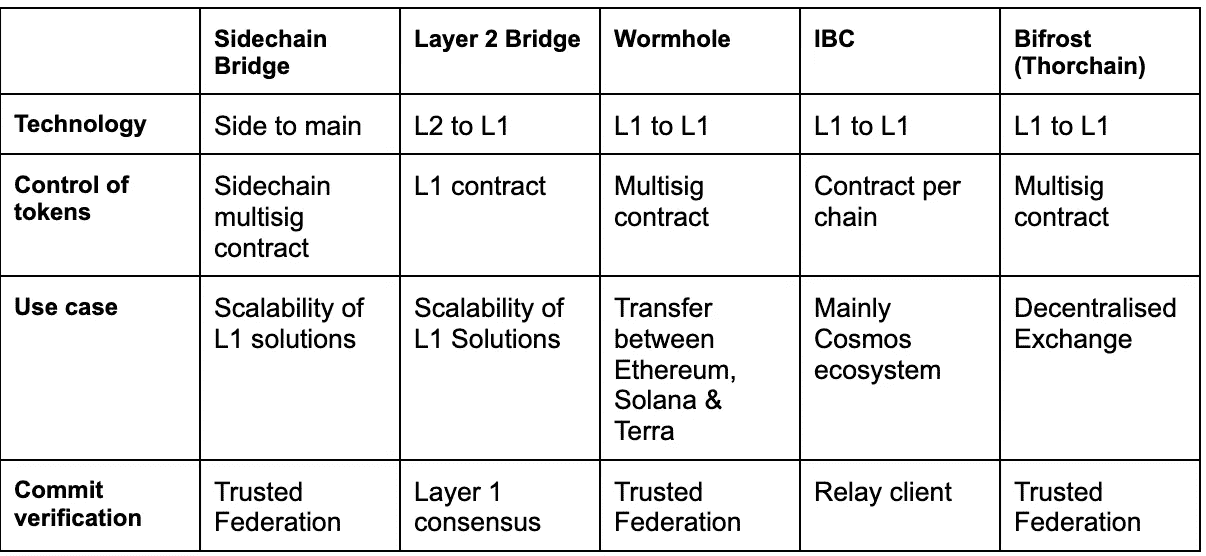 Sidechain
Bridge
Layer 2 Bridge
Wormhole
IBC
Bifrost
(Thorchain)
Technology
Side to main
L2 to L1
L1 to L1
L1 to L1
L1 to L1
Control of
tokens
Sidechain
multisig
contract
L1 contract
Multisig
contract
Contract per
chain
Multisig
contract
Use case
Scalability of
L1 solutions
Scalability of
L1 Solutions
Transfer
between
Ethereum,
Solana &
Terra
Mainly
Cosmos
ecosystem
Decentralised
Exchange
Commit
verification
Trusted
Federation
Layer 1
consensus
Trusted
Federation
Relay client
Trusted
Federation